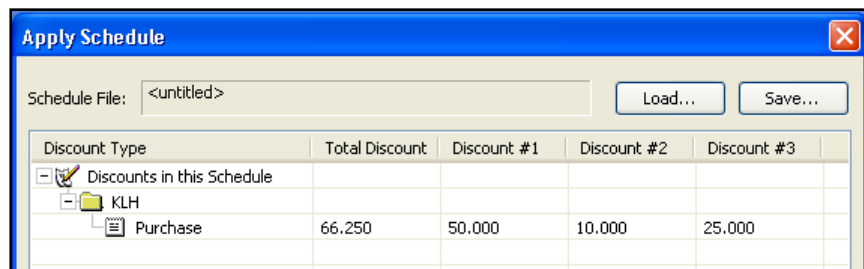 Apply Schedule
Schedule File: <untitled> Load... Save...
Discount Type Total Discount Discount #1 Discount #2 Discount #3
Discounts in this Schedule
KLH
Purchase 66.250 50.000 10.000 25.000